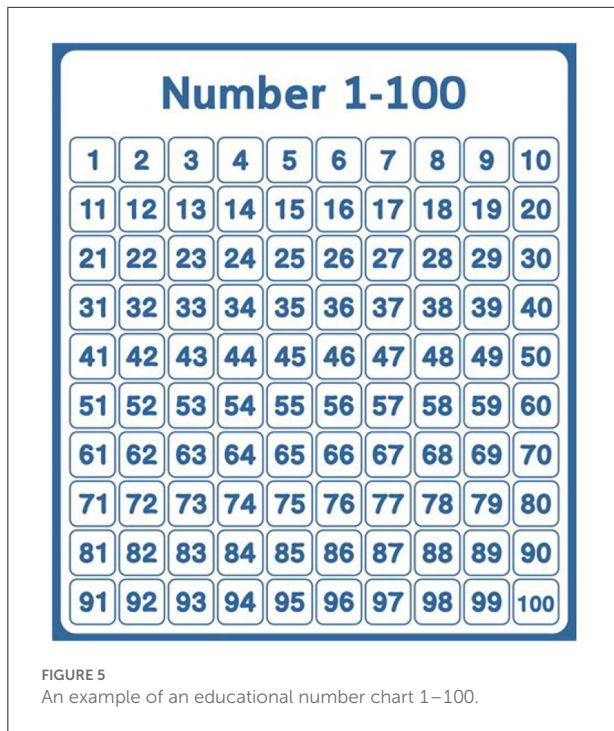 Number 1-100
1 2 3 4 5 6 7 8 9 10
11 12 13 14 15 16 17 18 19 20
21 22 23 24 25 26 27 28 29 30
31 32 33 34 35 36 37 38 39 40
41 42 43 44 45 46 47 48 49 50
51 52 53 54 55 56 57 58 59 60
61 62 63 64 65 66 67 68 69 70
71 72 73 74 75 76 77 78 79 80
81 82 83 84 85 86 87 88 89 90
91 92 93 94 95 96 97 98 99 100
FIGURE 5
An example of an educational number chart 1–100.